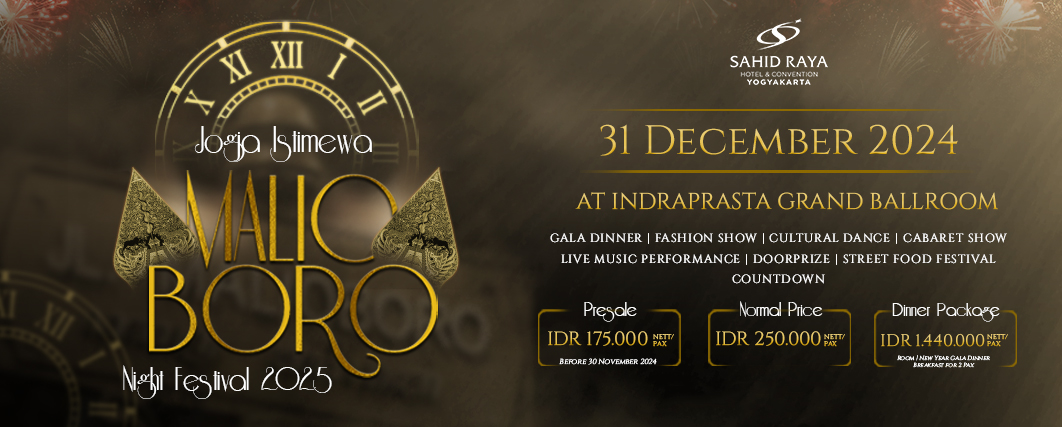 X XI XII I II
Jogja Istimewa
MALIO
BORO
Night Festival 2025
SAHID RAYA
HOTEL & CONVENTION
YOGYAKARTA
31 DECEMBER 2024
AT INDRAPRASTA GRAND BALLROOM
GALA DINNER | FASHION SHOW | CULTURAL DANCE | CABARET SHOW
LIVE MUSIC PERFORMANCE | DOORPRIZE | STREET FOOD FESTIVAL
COUNTDOWN
Presale
IDR 175.000 NETT/
PAX
BEFORE 30 NOVEMBER 2024
Normal Price
IDR 250.000 NETT/
PAX
Dinner Package
IDR 1.440.000 NETT/
PAX
ROOM | NEW YEAR GALA DINNER
BREAKFAST FOR 2 PAX